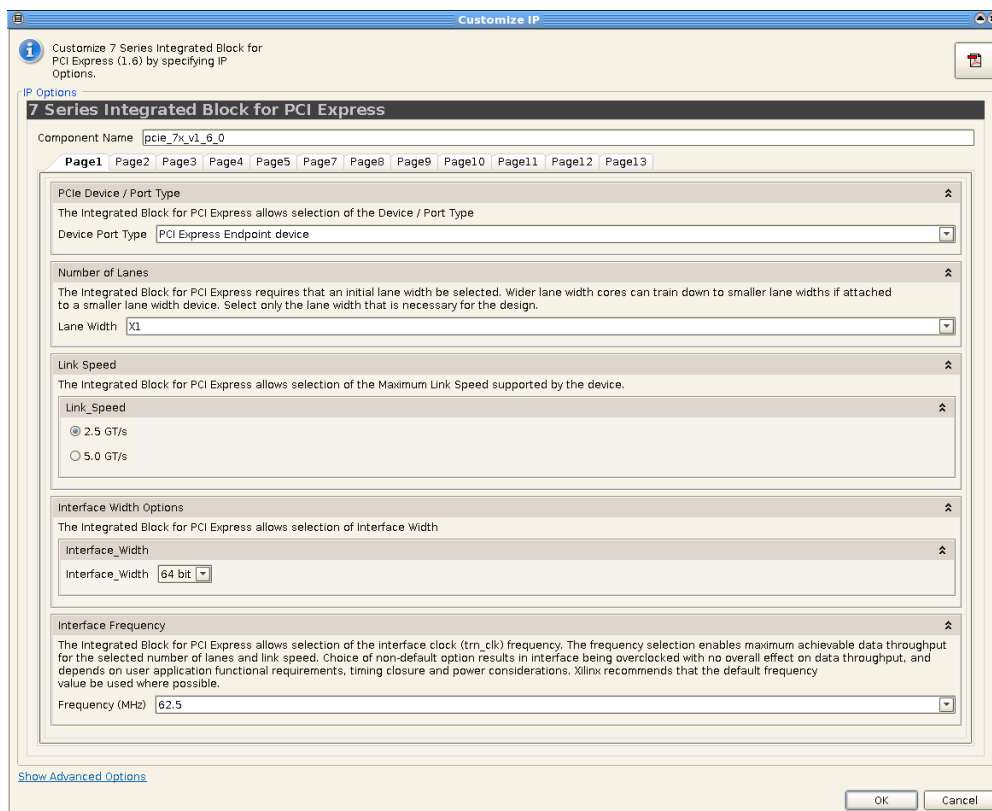 Customize IP
Customize 7 Series Integrated Block for
PCI Express (1.6) by specifying IP
Options.
IP Options
7 Series Integrated Block for PCI Express
Component Name pcie_7x_v1_6_0
Page1 Page2 Page3 Page4 Page5 Page7 Page8 Page9 Page10 Page11 Page12 Page13
PCIe Device / Port Type
The Integrated Block for PCI Express allows selection of the Device / Port Type
Device Port Type PCI Express Endpoint device
Number of Lanes
The Integrated Block for PCI Express requires that an initial lane width be selected. Wider lane width cores can train down to smaller lane widths if attached
to a smaller lane width device. Select only the lane width that is necessary for the design.
Lane Width X1
Link Speed
The Integrated Block for PCI Express allows selection of the Maximum Link Speed supported by the device.
Link_Speed
2.5 GT/s
5.0 GT/s
Interface Width Options
The Integrated Block for PCI Express allows selection of Interface Width
Interface_Width
Interface_Width 64 bit
Interface Frequency
The Integrated Block for PCI Express allows selection of the interface clock (trn_clk) frequency. The frequency selection enables maximum achievable data throughput
for the selected number of lanes and link speed. Choice of non-default option results in interface being overclocked with no overall effect on data throughput, and
depends on user application functional requirements, timing closure and power considerations. Xilinx recommends that the default frequency
value be used where possible.
Frequency (MHz) 62.5
Show Advanced Options
OK Cancel